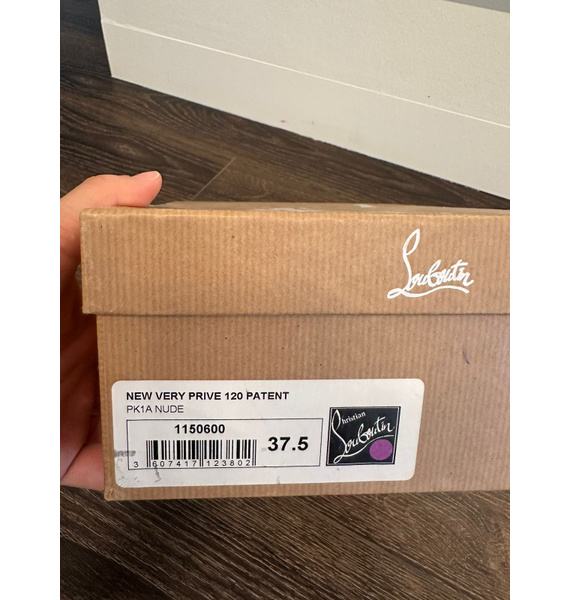 Louboutin
NEW VERY PRIVE 120 PATENT
PK1A NUDE
1150600
3 607417 123802
37.5
Christian
Louboutin